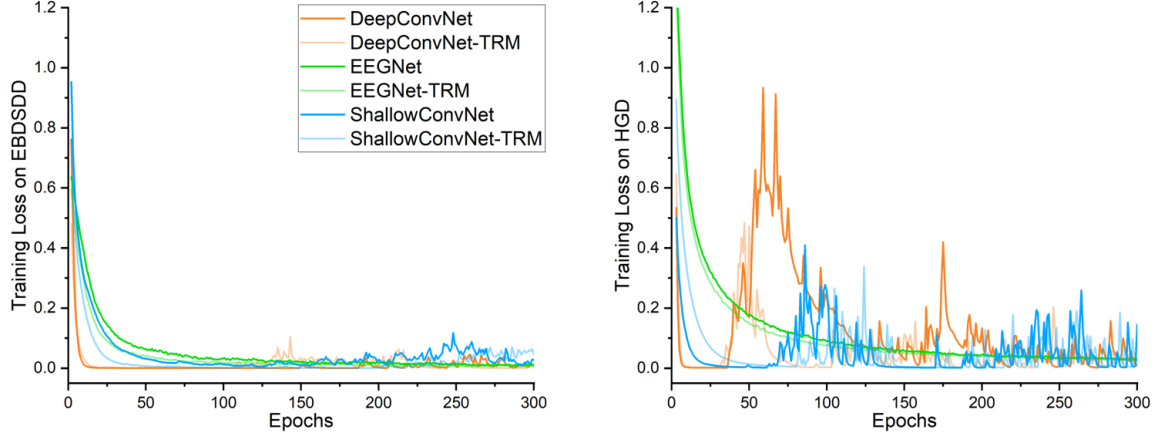 1.2
1.0
0.8
0.6
0.4
0.2
0.0
Training Loss on EBDSDD
0 50 100 150 200 250 300
Epochs
DeepConvNet
DeepConvNet-TRM
EEGNet
EEGNet-TRM
ShallowConvNet
ShallowConvNet-TRM
1.2
1.0
0.8
0.6
0.4
0.2
0.0
Training Loss on HGD
0 50 100 150 200 250 300
Epochs